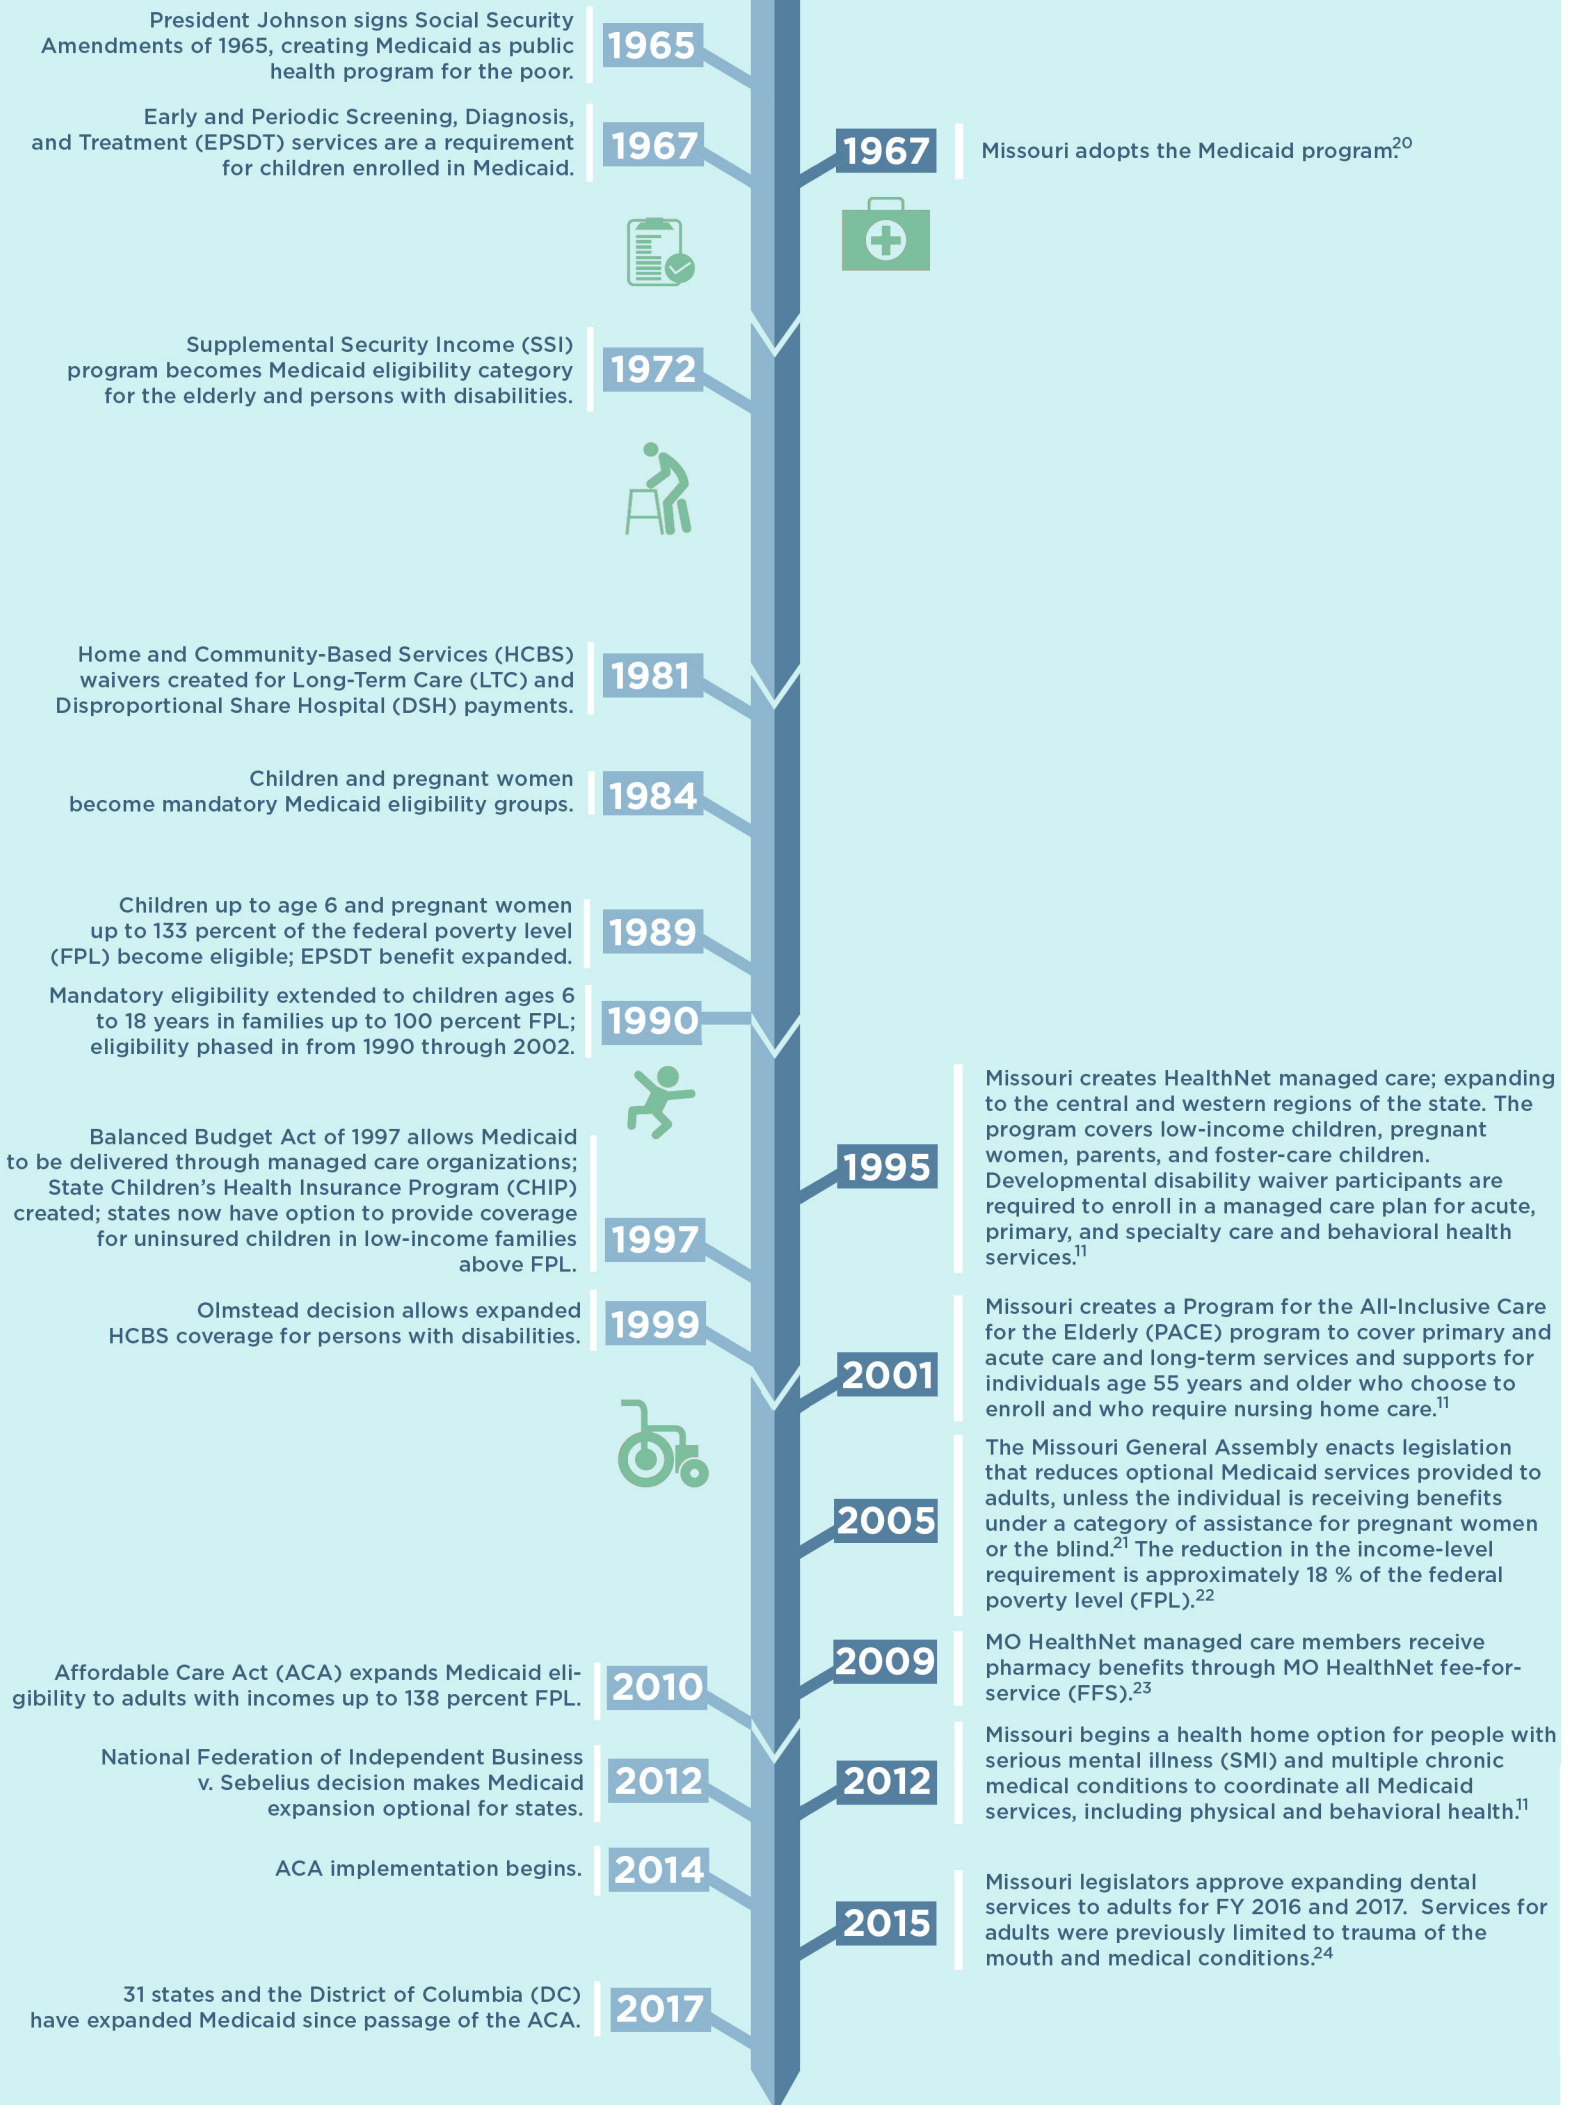 President Johnson signs Social Security
Amendments of 1965, creating Medicaid as public
health program for the poor.
1965
Early and Periodic Screening, Diagnosis,
and Treatment (EPSDT) services are a requirement
for children enrolled in Medicaid.
1967
1967
Missouri adopts the Medicaid program.20
Supplemental Security Income (SSI)
program becomes Medicaid eligibility category
for the elderly and persons with disabilities.
1972
Home and Community-Based Services (HCBS)
waivers created for Long-Term Care (LTC) and
Disproportional Share Hospital (DSH) payments.
1981
Children and pregnant women
become mandatory Medicaid eligibility groups.
1984
Children up to age 6 and pregnant women
up to 133 percent of the federal poverty level
(FPL) become eligible; EPSDT benefit expanded.
1989
Mandatory eligibility extended to children ages 6
to 18 years in families up to 100 percent FPL;
eligibility phased in from 1990 through 2002.
1990
Missouri creates HealthNet managed care; expanding
to the central and western regions of the state. The
program covers low-income children, pregnant
women, parents, and foster-care children.
Developmental disability waiver participants are
required to enroll in a managed care plan for acute,
primary, and specialty care and behavioral health
services.11
1995
Balanced Budget Act of 1997 allows Medicaid
to be delivered through managed care organizations;
State Children's Health Insurance Program (CHIP)
created; states now have option to provide coverage
for uninsured children in low-income families
above FPL.
1997
Olmstead decision allows expanded
HCBS coverage for persons with disabilities.
1999
Missouri creates a Program for the All-Inclusive Care
for the Elderly (PACE) program to cover primary and
acute care and long-term services and supports for
individuals age 55 years and older who choose to
enroll and who require nursing home care.11
2001
The Missouri General Assembly enacts legislation
that reduces optional Medicaid services provided to
adults, unless the individual is receiving benefits
under a category of assistance for pregnant women
or the blind.21 The reduction in the income-level
requirement is approximately 18 % of the federal
poverty level (FPL).22
2005
MO HealthNet managed care members receive
pharmacy benefits through MO HealthNet fee-for-
service (FFS).23
2009
Affordable Care Act (ACA) expands Medicaid eli-
gibility to adults with incomes up to 138 percent FPL.
2010
National Federation of Independent Business
v. Sebelius decision makes Medicaid
expansion optional for states.
2012
Missouri begins a health home option for people with
serious mental illness (SMI) and multiple chronic
medical conditions to coordinate all Medicaid
services, including physical and behavioral health.11
2012
ACA implementation begins.
2014
Missouri legislators approve expanding dental
services to adults for FY 2016 and 2017.  Services for
adults were previously limited to trauma of the
mouth and medical conditions.24
2015
31 states and the District of Columbia (DC)
have expanded Medicaid since passage of the ACA.
2017